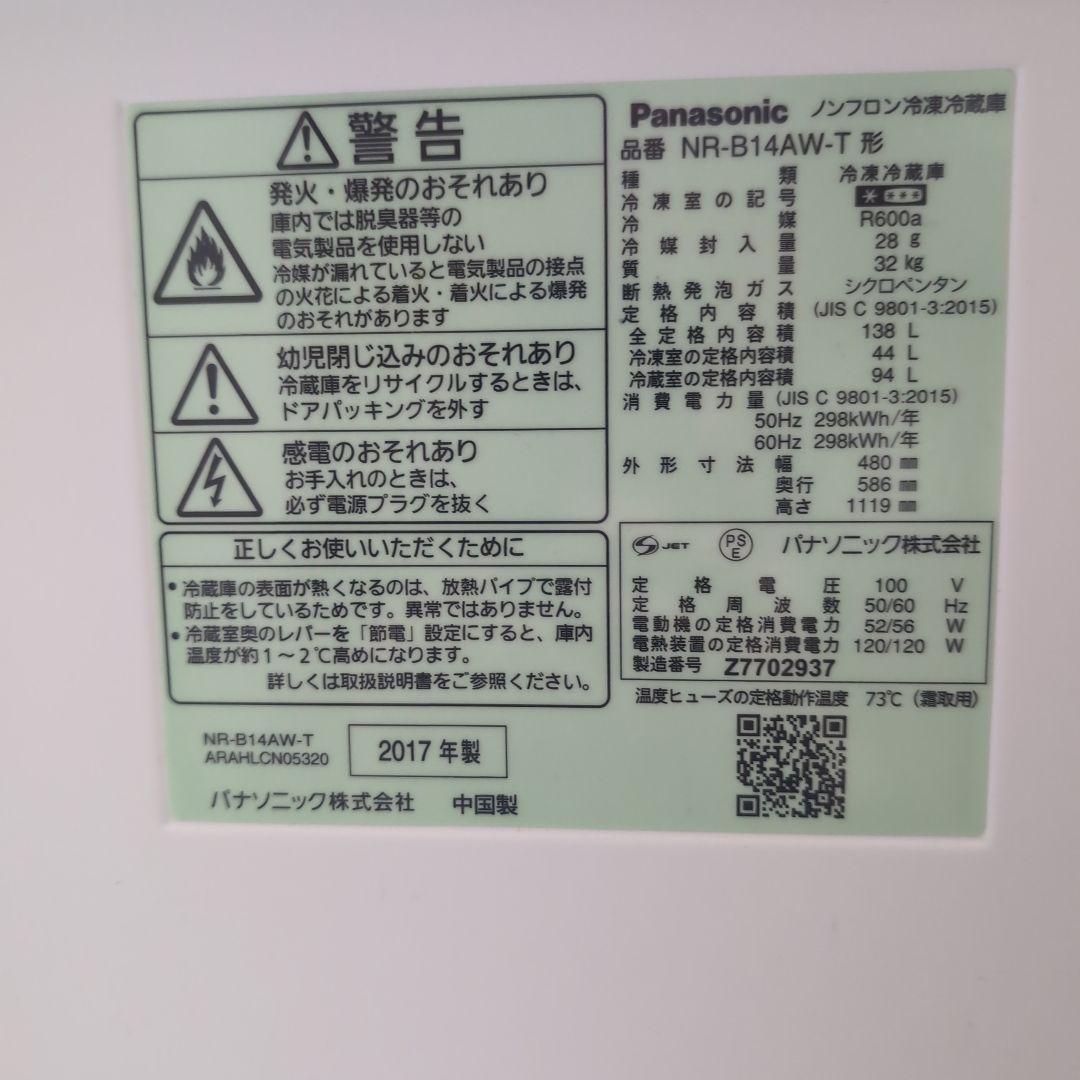 警告
発火・爆発のおそれあり
庫内では脱臭器等の
電気製品を使用しない
冷媒が漏れていると電気製品の接点
の火花による着火・着火による爆発
のおそれがあります
幼児閉じ込みのおそれあり
冷蔵庫をリサイクルするときは、
ドアパッキングを外す
感電のおそれあり
お手入れのときは、
必ず電源プラグを抜く
正しくお使いいただくために
・冷蔵庫の表面が熱くなるのは、放熱パイプで露付
防止をしているためです。異常ではありません。
・冷蔵室奥のレバーを「節電」設定にすると、庫内
温度が約1～2℃高めになります。
詳しくは取扱説明書をご参照ください。
NR-B14AW-T
ARAHLCN05320
2017年製
パナソニック株式会社 中国製
Panasonic ノンフロン冷凍冷蔵庫
品番 NR-B14AW-T 形
種類 冷凍冷蔵庫
冷凍室の記号 ****
冷媒 R600a
冷媒封入量 28 g
質量 32 kg
断熱発泡ガス シクロペンタン
定格内容積 (JIS C 9801-3:2015)
全定格内容積 138 L
冷凍室の定格内容積 44 L
冷蔵室の定格内容積 94 L
消費電力量 (JIS C 9801-3:2015)
50Hz 298kWh/年
60Hz 298kWh/年
外形寸法 幅 480 mm
奥行 586 mm
高さ 1119 mm
JET PSE パナソニック株式会社
定格電圧 100 V
定格周波数 50/60 Hz
電動機の定格消費電力 52/56 W
電熱装置の定格消費電力 120/120 W
製造番号 Z7702937
温度ヒューズの定格動作温度 73℃（霜取用）